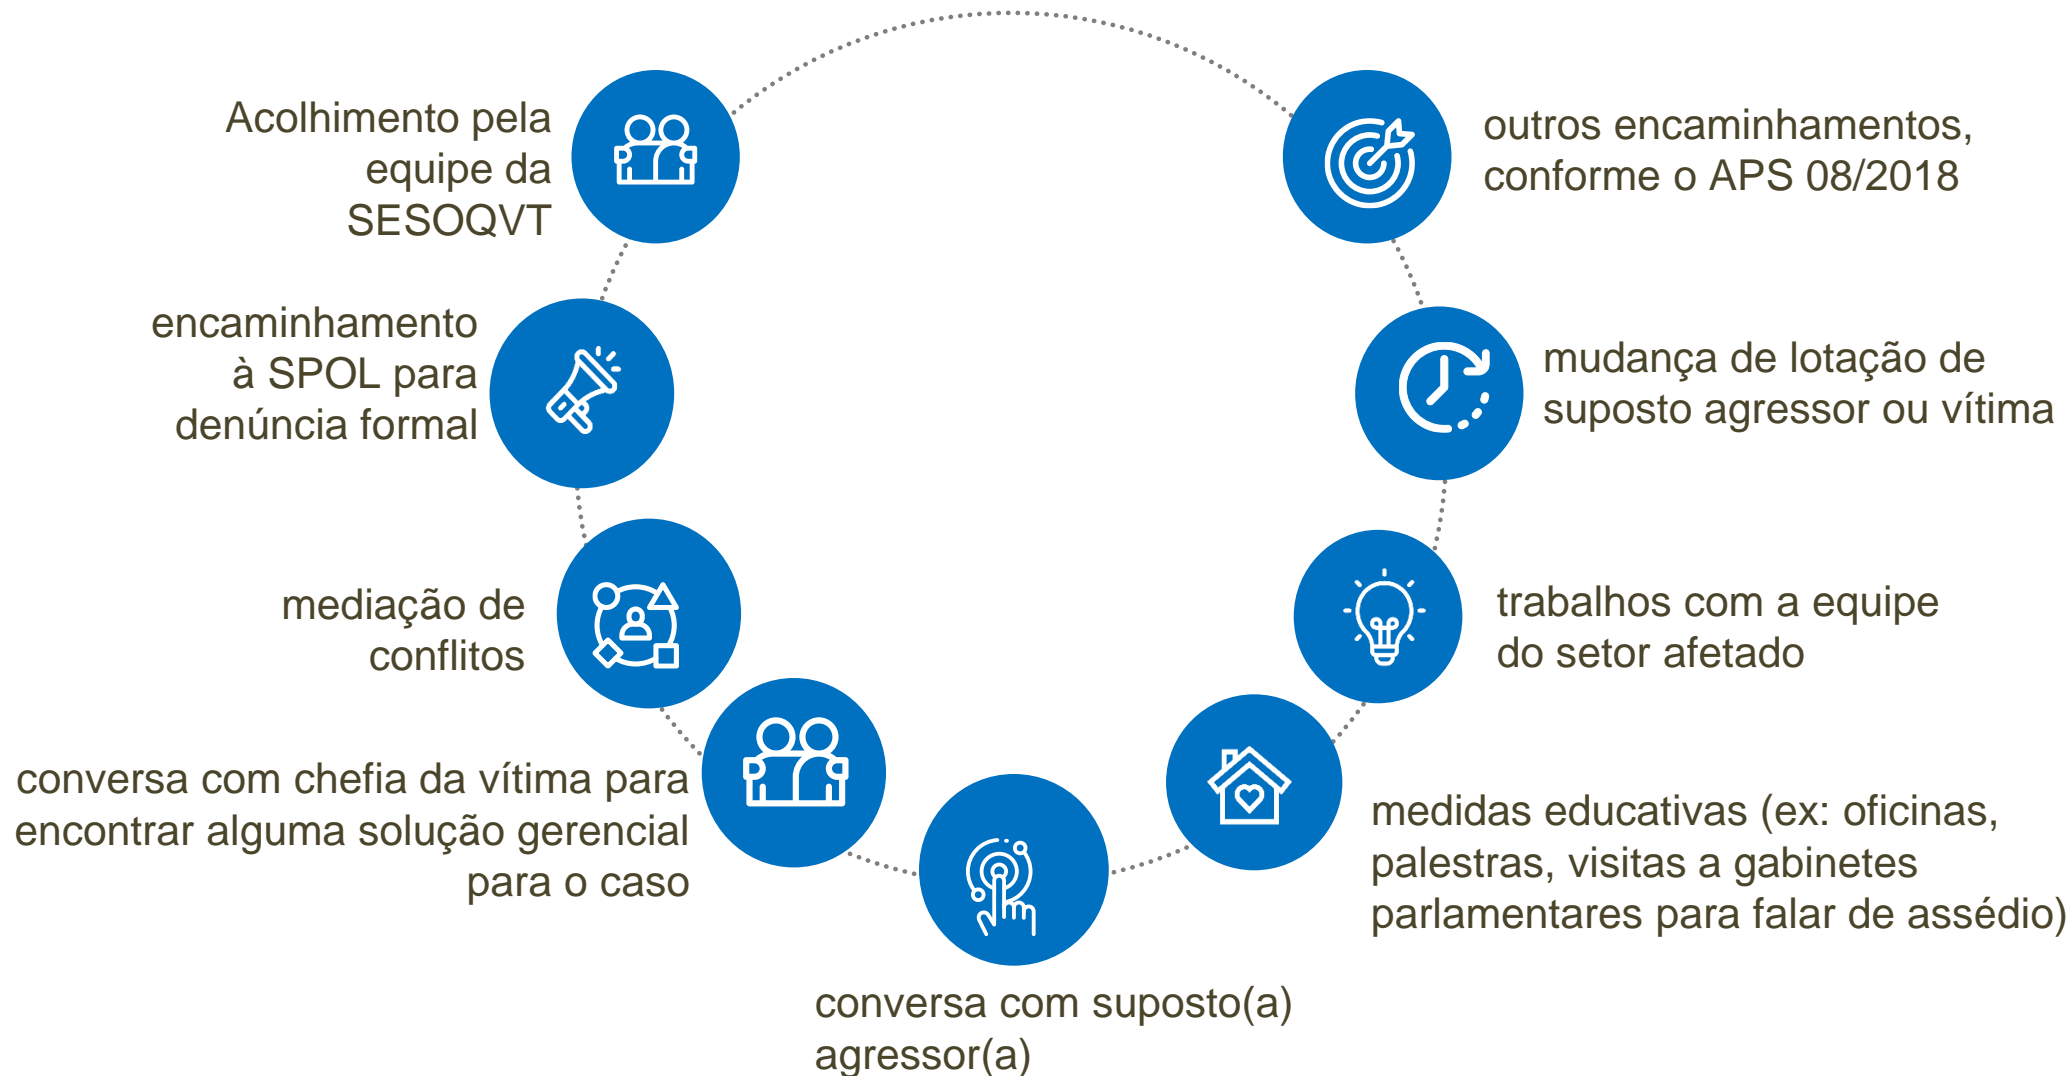 Acolhimento pela
equipe da
SESOQVT
encaminhamento
à SPOL para
denúncia formal
mediação de
conflitos
conversa com chefia da vítima para
encontrar alguma solução gerencial
para o caso
conversa com suposto(a)
agressor(a)
medidas educativas (ex: oficinas,
palestras, visitas a gabinetes
parlamentares para falar de assédio)
trabalhos com a equipe
do setor afetado
mudança de lotação de
suposto agressor ou vítima
outros encaminhamentos,
conforme o APS 08/2018